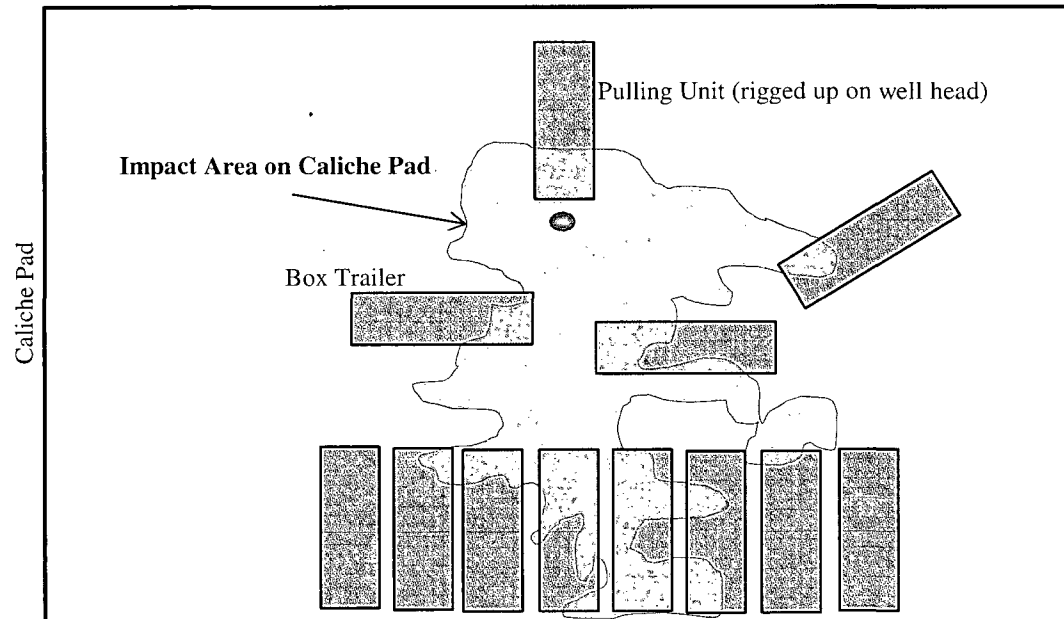 Pulling Unit (rigged up on well head)
Impact Area on Caliche Pad
Box Trailer
Caliche Pad